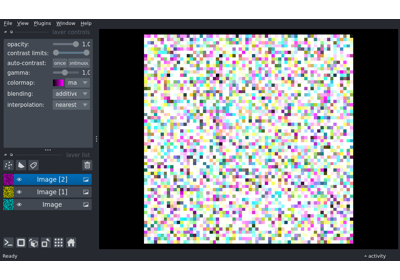 File View Plugins Window Help
layer controls
opacity: 1.0
contrast limits:
auto-contrast: once
gamma: 1.0
colormap: ma
blending: additive
interpolation: nearest
layer list
Image [2]
Image [1]
Image
Ready activity